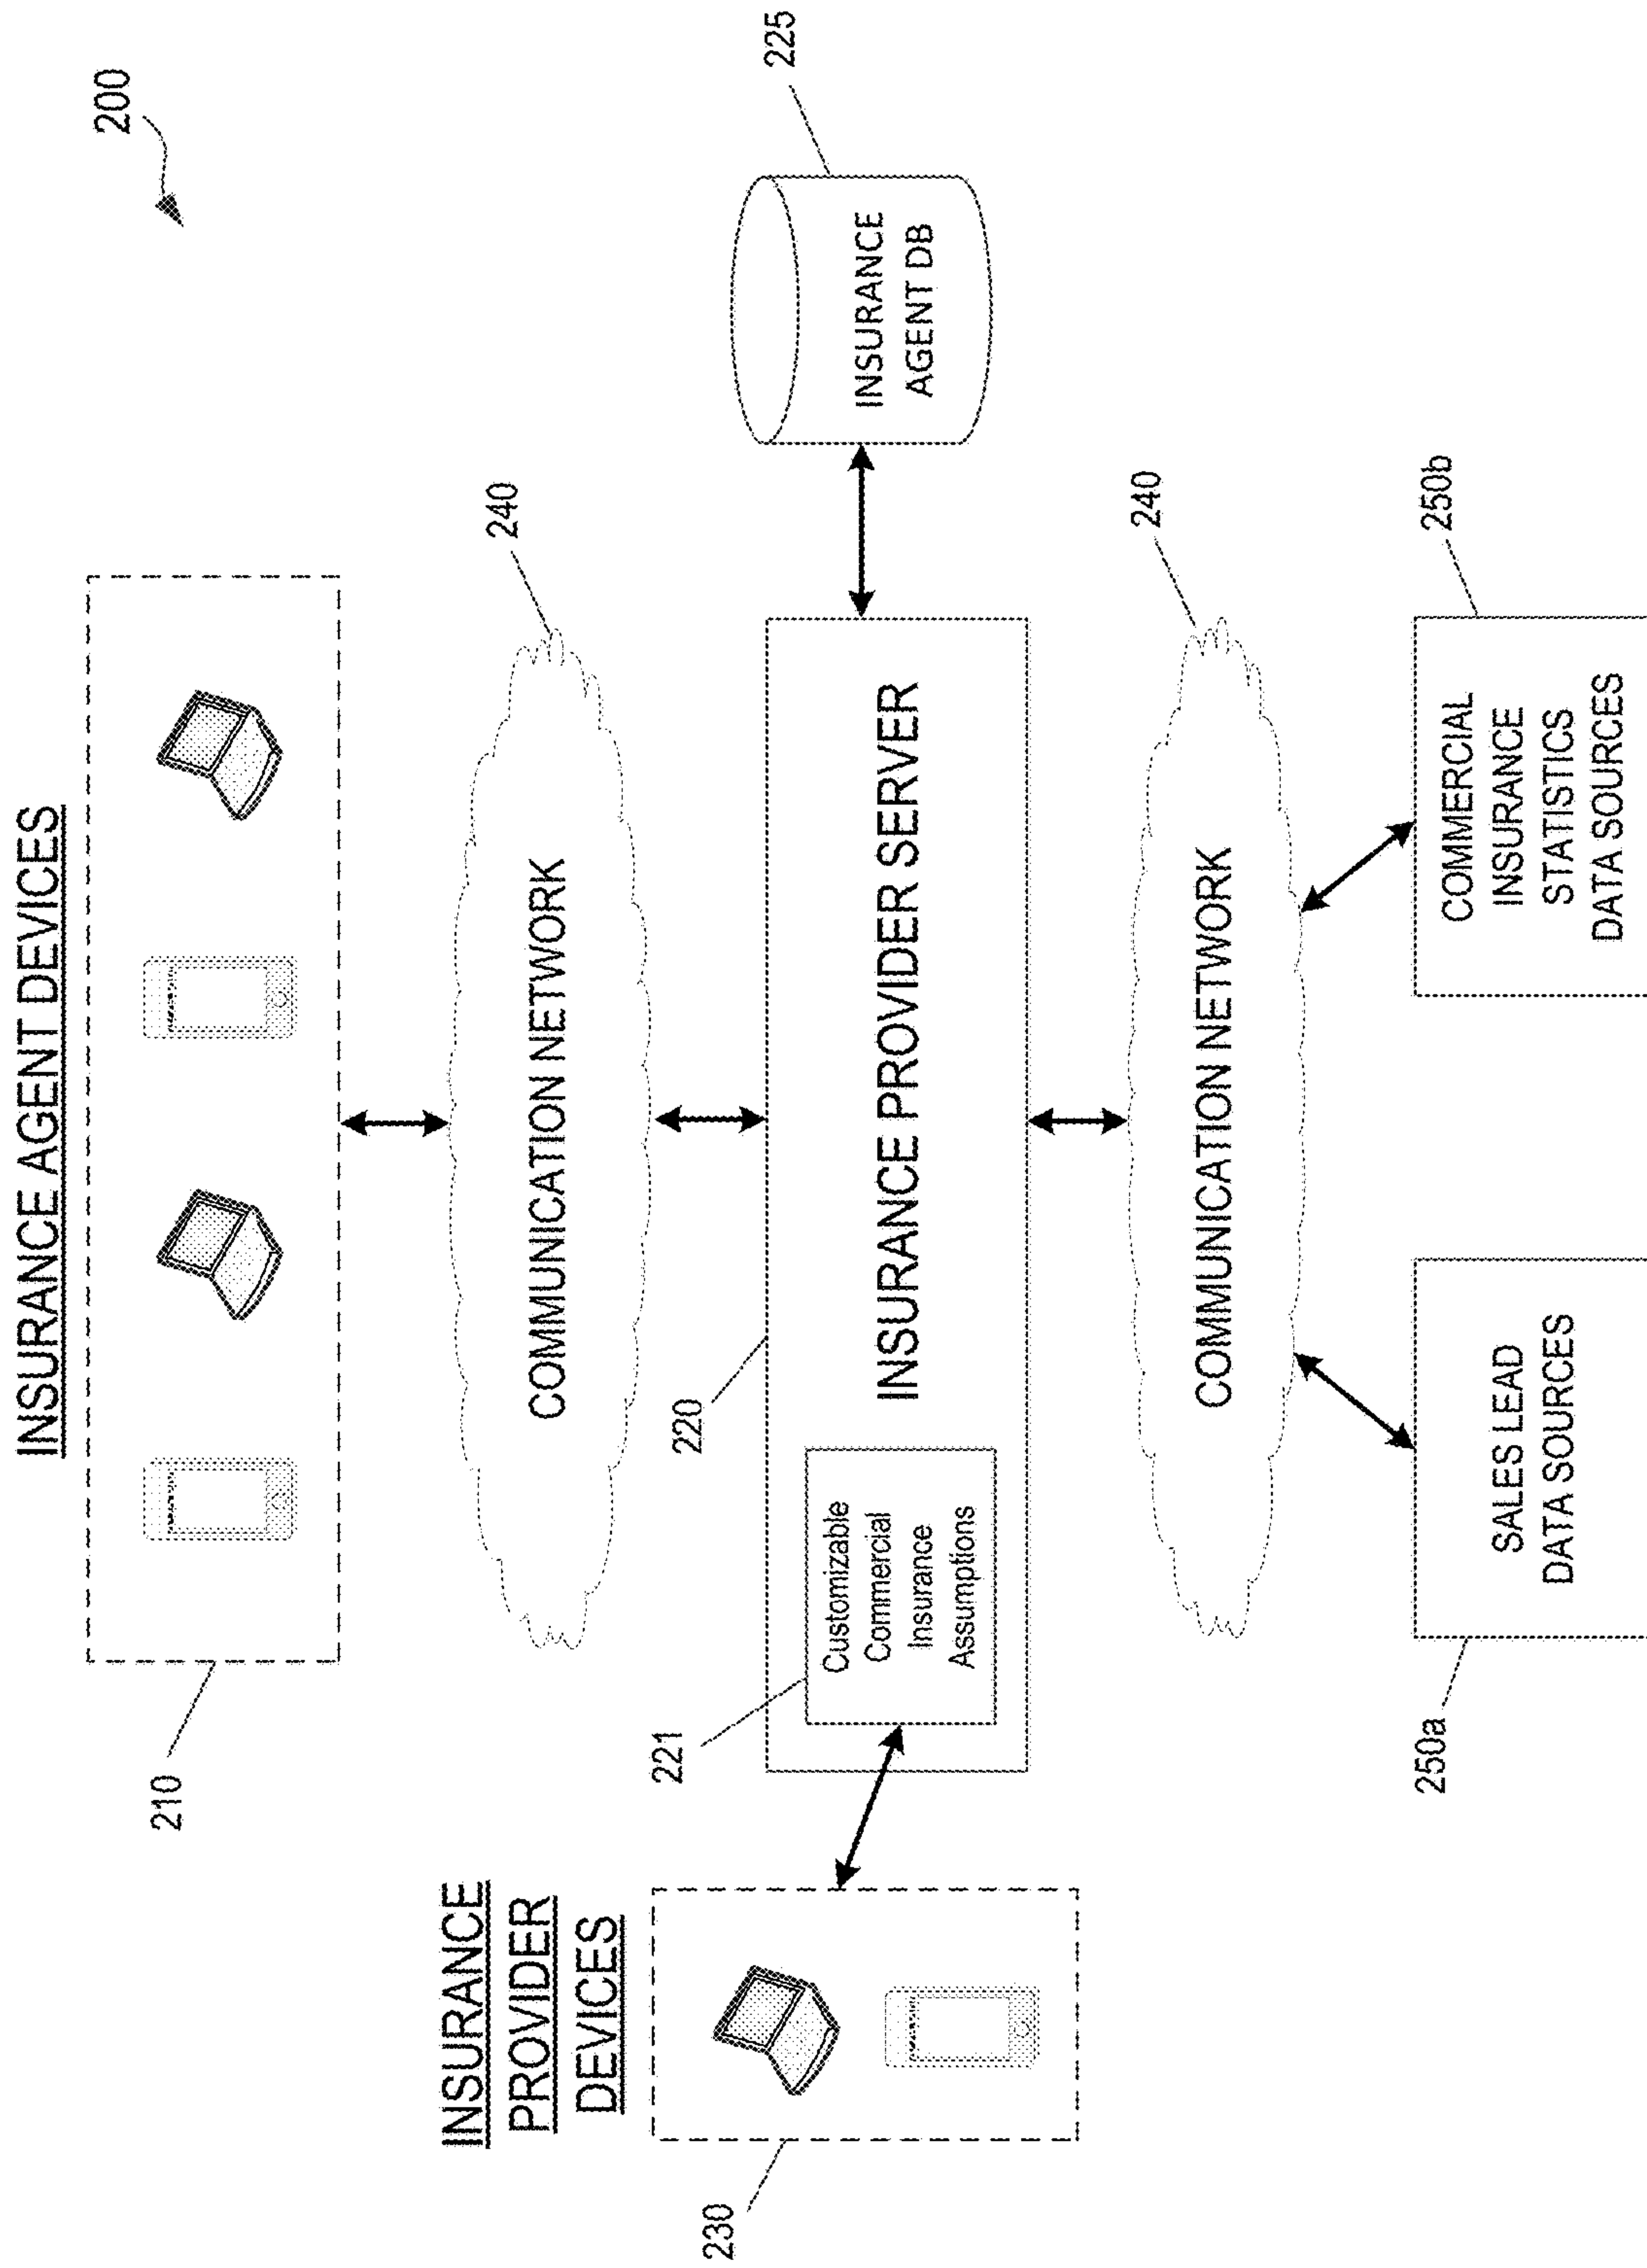 200
INSURANCE AGENT DEVICES
210
240
COMMUNICATION NETWORK
INSURANCE
PROVIDER
DEVICES
230
220
221
Customizable
Commercial
Insurance
Assumptions
INSURANCE PROVIDER SERVER
225
INSURANCE
AGENT DB
240
COMMUNICATION NETWORK
250a
SALES LEAD
DATA SOURCES
250b
COMMERCIAL
INSURANCE
STATISTICS
DATA SOURCES